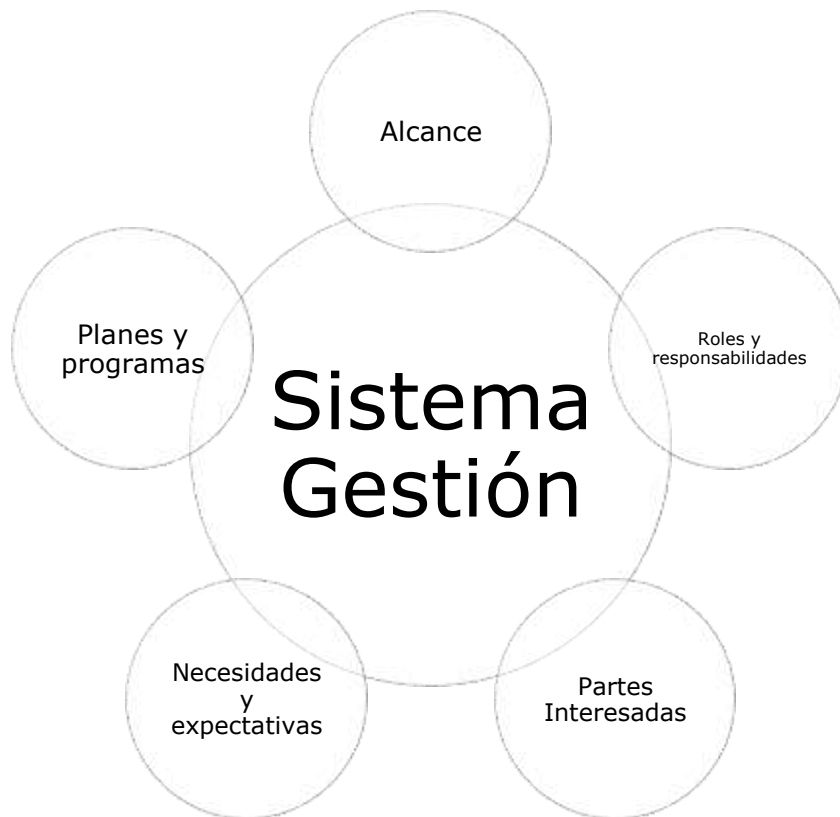 Alcance
Planes y
programas
Roles y
responsabilidades
Sistema
Gestión
Necesidades
y
expectativas
Partes
Interesadas